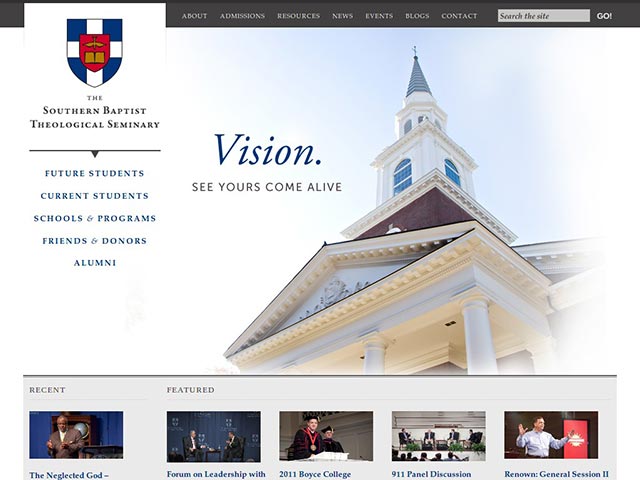 ABOUT ADMISSIONS RESOURCES NEWS EVENTS BLOGS CONTACT Search the site GO!
THE
SOUTHERN BAPTIST
THEOLOGICAL SEMINARY
FUTURE STUDENTS
CURRENT STUDENTS
SCHOOLS & PROGRAMS
FRIENDS & DONORS
ALUMNI
Vision.
SEE YOURS COME ALIVE
RECENT
FEATURED
The Neglected God –
Forum on Leadership with
2011 Boyce College
911 Panel Discussion
Renown: General Session II